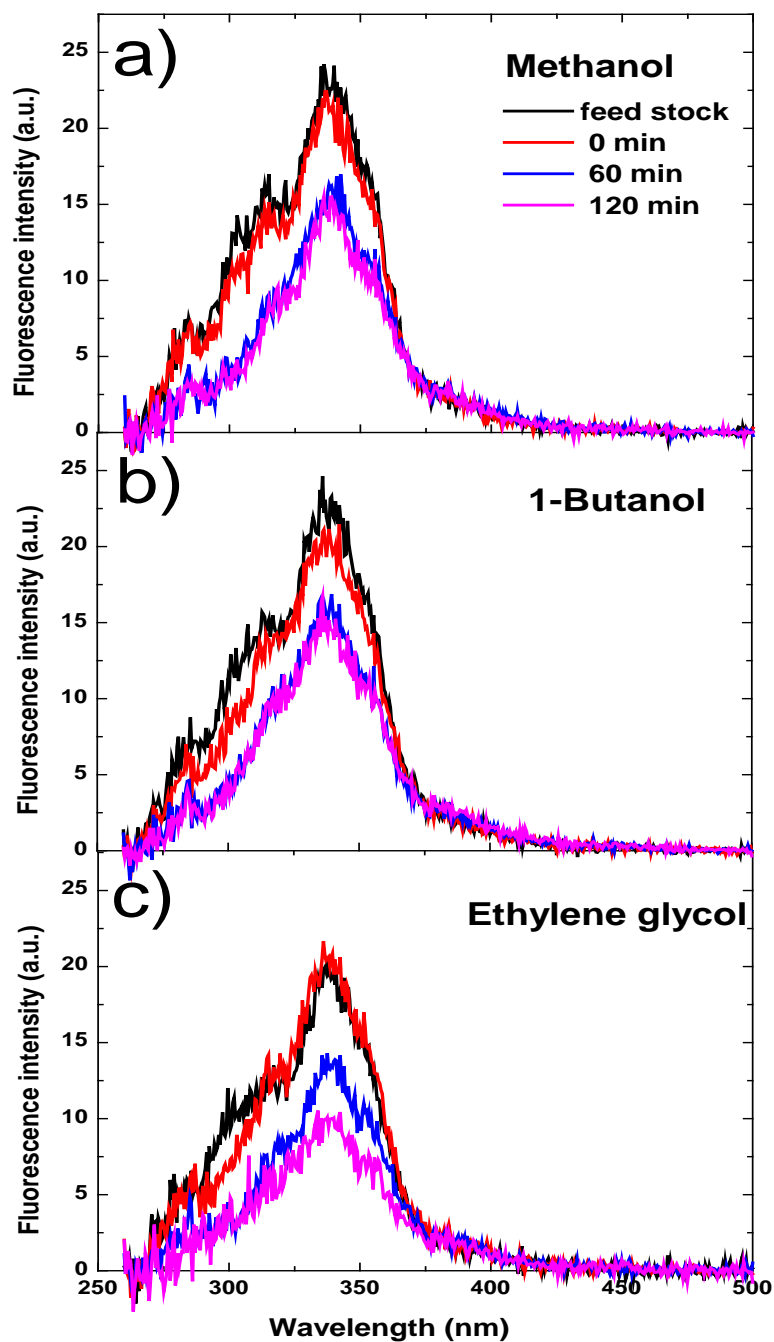 a)
Methanol
feed stock
0 min
60 min
120 min
Fluorescence intensity (a.u.)
25
20
15
10
5
0
b)
1-Butanol
Fluorescence intensity (a.u.)
25
20
15
10
5
0
c)
Ethylene glycol
Fluorescence intensity (a.u.)
25
20
15
10
5
0
250 300 350 400 450 500
Wavelength (nm)